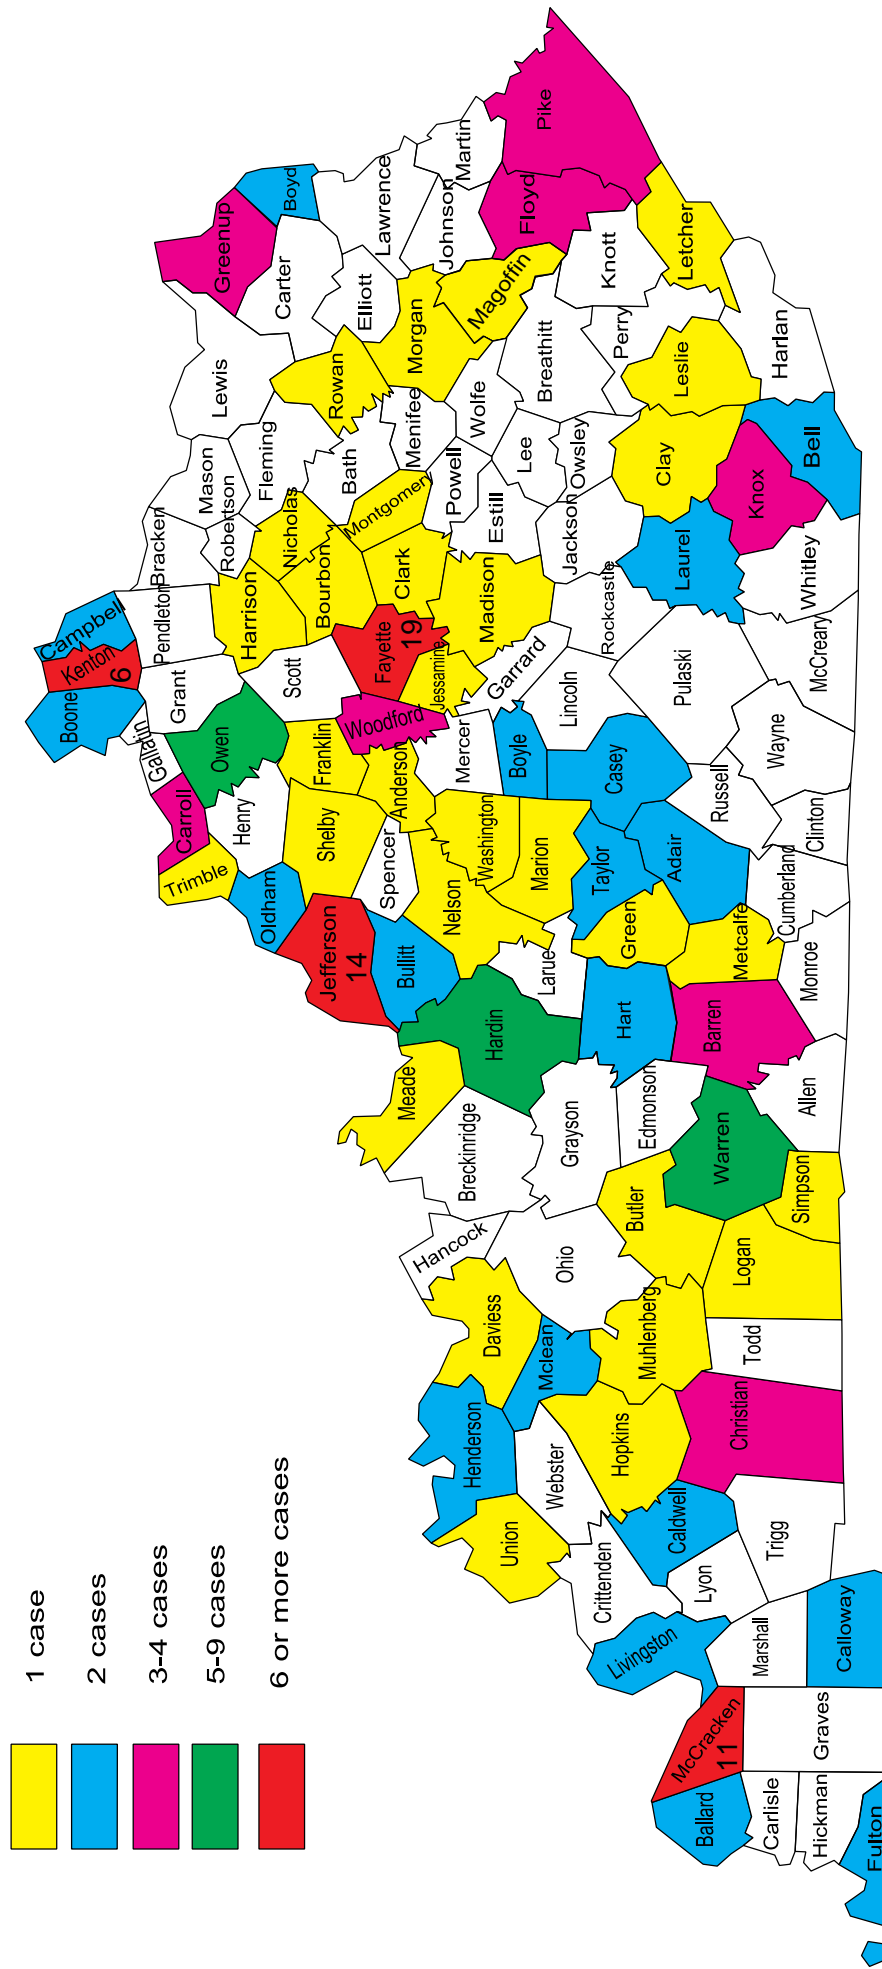 1 case
2 cases
3-4 cases
5-9 cases
6 or more cases
Boone
Kenton
6
Campbell
Gallatin
Grant
Pendleton
Bracken
Carroll
Owen
Trimble
Henry
Oldham
Jefferson
14
Shelby
Franklin
Scott
Harrison
Robertson
Mason
Lewis
Greenup
Boyd
Carter
Fleming
Nicholas
Bourbon
Fayette
19
Woodford
Anderson
Spencer
Bullitt
Nelson
Washington
Mercer
Jessamine
Madison
Clark
Montgomery
Bath
Rowan
Elliott
Lawrence
Martin
Johnson
Morgan
Magoffin
Menifee
Wolfe
Powell
Estill
Lee
Owsley
Breathitt
Floyd
Pike
Knott
Perry
Letcher
Leslie
Harlan
Clay
Jackson
Rockcastle
Garrard
Lincoln
Boyle
Casey
Marion
Taylor
Green
Larue
Hardin
Meade
Breckinridge
Hancock
Grayson
Hart
Edmonson
Barren
Metcalfe
Adair
Russell
Pulaski
Laurel
Knox
Bell
Whitley
McCreary
Wayne
Clinton
Cumberland
Monroe
Allen
Warren
Simpson
Butler
Logan
Ohio
Daviess
Mclean
Muhlenberg
Todd
Henderson
Webster
Hopkins
Christian
Union
Crittenden
Caldwell
Trigg
Lyon
Livingston
Marshall
Calloway
McCracken
11
Graves
Ballard
Carlisle
Hickman
Fulton